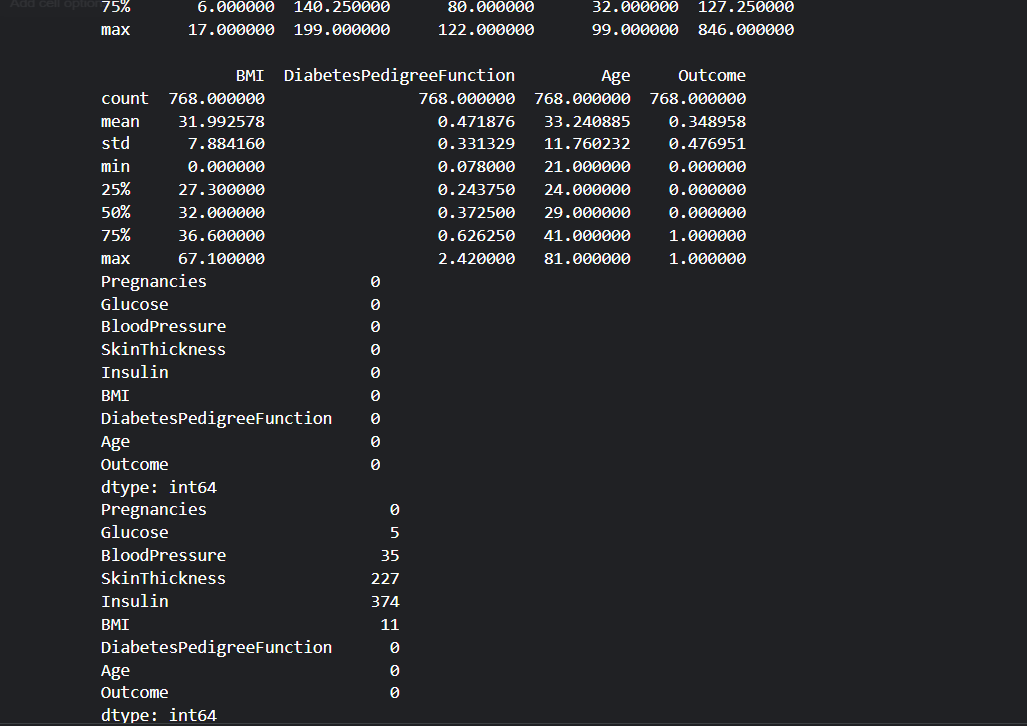 Add cell option
75% 6.000000 140.250000 80.000000 32.000000 127.250000
max 17.000000 199.000000 122.000000 99.000000 846.000000
BMI DiabetesPedigreeFunction Age Outcome
count 768.000000 768.000000 768.000000 768.000000
mean 31.992578 0.471876 33.240885 0.348958
std 7.884160 0.331329 11.760232 0.476951
min 0.000000 0.078000 21.000000 0.000000
25% 27.300000 0.243750 24.000000 0.000000
50% 32.000000 0.372500 29.000000 0.000000
75% 36.600000 0.626250 41.000000 1.000000
max 67.100000 2.420000 81.000000 1.000000
Pregnancies 0
Glucose 0
BloodPressure 0
SkinThickness 0
Insulin 0
BMI 0
DiabetesPedigreeFunction 0
Age 0
Outcome 0
dtype: int64
Pregnancies 0
Glucose 5
BloodPressure 35
SkinThickness 227
Insulin 374
BMI 11
DiabetesPedigreeFunction 0
Age 0
Outcome 0
dtype: int64